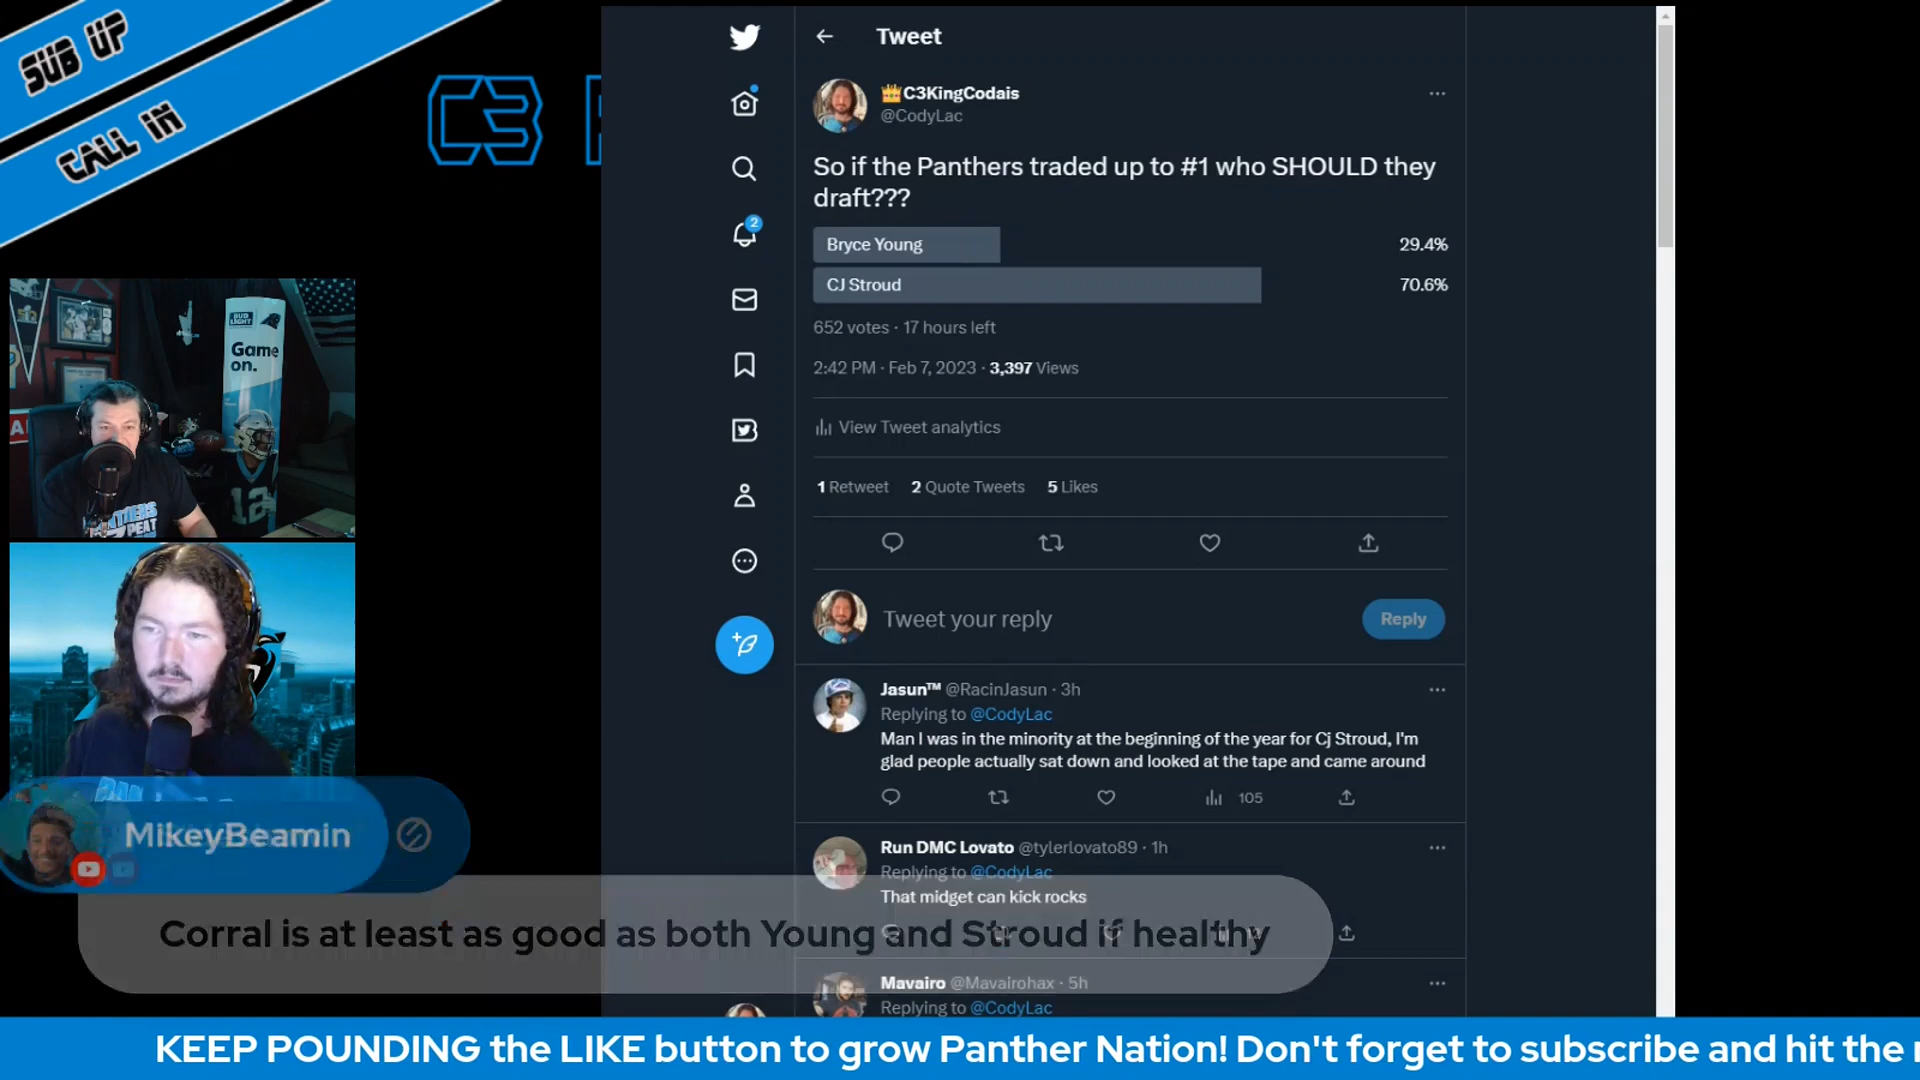 SUB UP
CALL IN
C3
Tweet
👑C3KingCodais
@CodyLac
So if the Panthers traded up to #1 who SHOULD they
draft???
Bryce Young 29.4%
CJ Stroud 70.6%
652 votes · 17 hours left
2:42 PM · Feb 7, 2023 · 3,397 Views
View Tweet analytics
1 Retweet 2 Quote Tweets 5 Likes
Tweet your reply
Reply
2
Jasun™ @RacinJasun · 3h
Replying to @CodyLac
Man I was in the minority at the beginning of the year for Cj Stroud, I'm
glad people actually sat down and looked at the tape and came around
105
Run DMC Lovato @tylerlovato89 · 1h
Replying to @CodyLac
That midget can kick rocks
Mavairo @Mavairohax · 5h
Replying to @CodyLac
BUD
LIGHT
Game
on.
12
MikeyBeamin
Corral is at least as good as both Young and Stroud if healthy
KEEP POUNDING the LIKE button to grow Panther Nation! Don't forget to subscribe and hit the